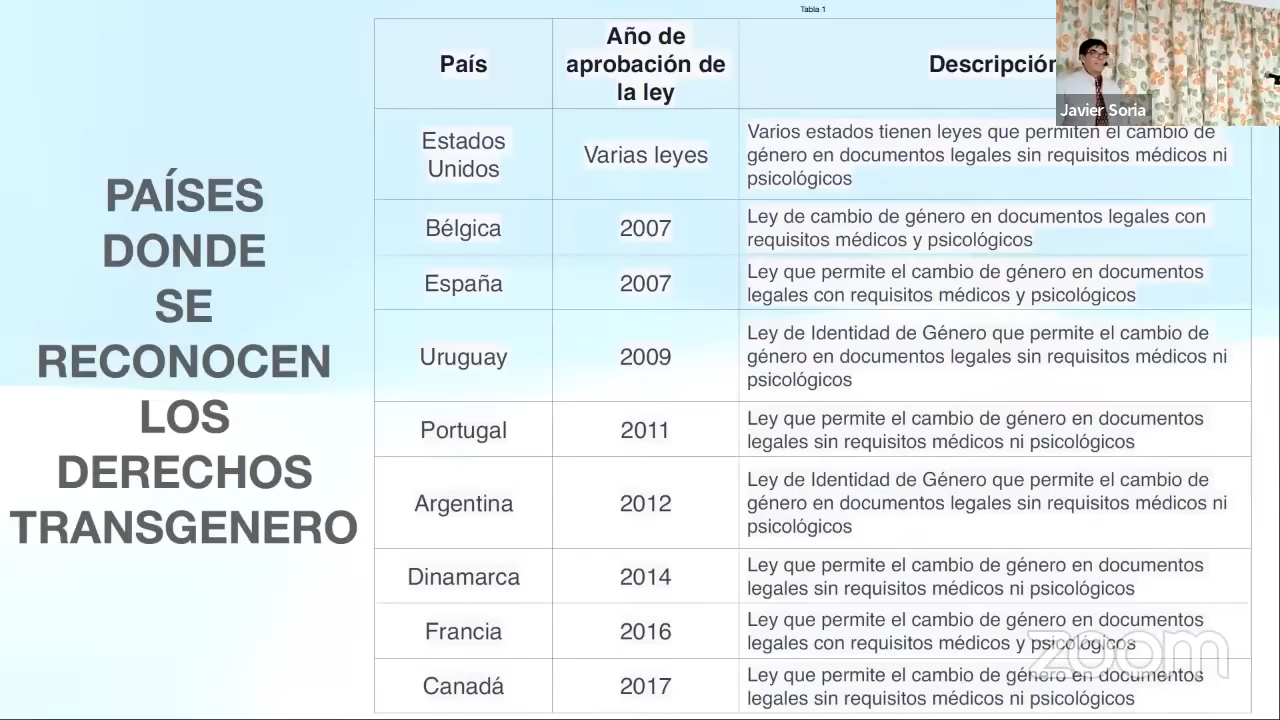 Tabla 1
PAÍSES
DONDE
SE
RECONOCEN
LOS
DERECHOS
TRANSGENERO
País
Año de
aprobación de
la ley
Descripción
Javier Soria
Estados
Unidos
Varias leyes
Varios estados tienen leyes que permiten el cambio de
género en documentos legales sin requisitos médicos ni
psicológicos
Bélgica
2007
Ley de cambio de género en documentos legales con
requisitos médicos y psicológicos
España
2007
Ley que permite el cambio de género en documentos
legales con requisitos médicos y psicológicos
Uruguay
2009
Ley de Identidad de Género que permite el cambio de
género en documentos legales sin requisitos médicos ni
psicológicos
Portugal
2011
Ley que permite el cambio de género en documentos
legales sin requisitos médicos ni psicológicos
Argentina
2012
Ley de Identidad de Género que permite el cambio de
género en documentos legales sin requisitos médicos ni
psicológicos
Dinamarca
2014
Ley que permite el cambio de género en documentos
legales sin requisitos médicos ni psicológicos
Francia
2016
Ley que permite el cambio de género en documentos
legales con requisitos médicos y psicológicos
Canadá
2017
Ley que permite el cambio de género en documentos
legales sin requisitos médicos ni psicológicos
zoom